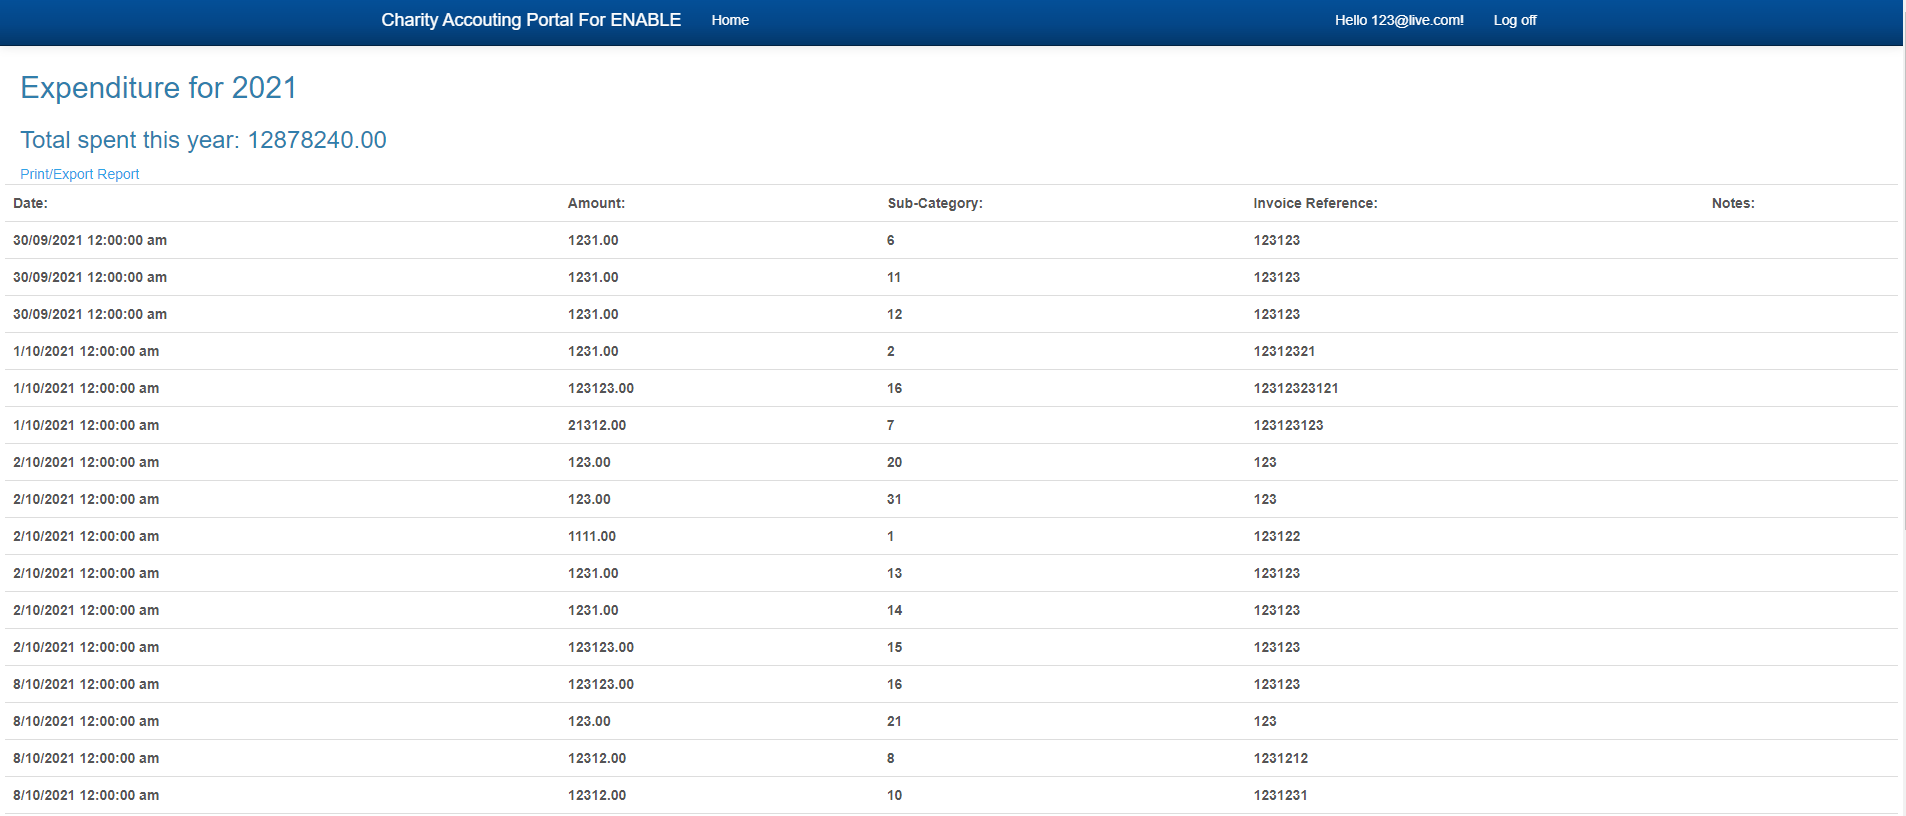 Charity Accouting Portal For ENABLE Home Hello 123@live.com! Log off
Expenditure for 2021
Total spent this year: 12878240.00
Print/Export Report
Date: Amount: Sub-Category: Invoice Reference: Notes:
30/09/2021 12:00:00 am 1231.00 6 123123
30/09/2021 12:00:00 am 1231.00 11 123123
30/09/2021 12:00:00 am 1231.00 12 123123
1/10/2021 12:00:00 am 1231.00 2 12312321
1/10/2021 12:00:00 am 123123.00 16 12312323121
1/10/2021 12:00:00 am 21312.00 7 123123123
2/10/2021 12:00:00 am 123.00 20 123
2/10/2021 12:00:00 am 123.00 31 123
2/10/2021 12:00:00 am 1111.00 1 123122
2/10/2021 12:00:00 am 1231.00 13 123123
2/10/2021 12:00:00 am 1231.00 14 123123
2/10/2021 12:00:00 am 123123.00 15 123123
8/10/2021 12:00:00 am 123123.00 16 123123
8/10/2021 12:00:00 am 123.00 21 123
8/10/2021 12:00:00 am 12312.00 8 1231212
8/10/2021 12:00:00 am 12312.00 10 1231231